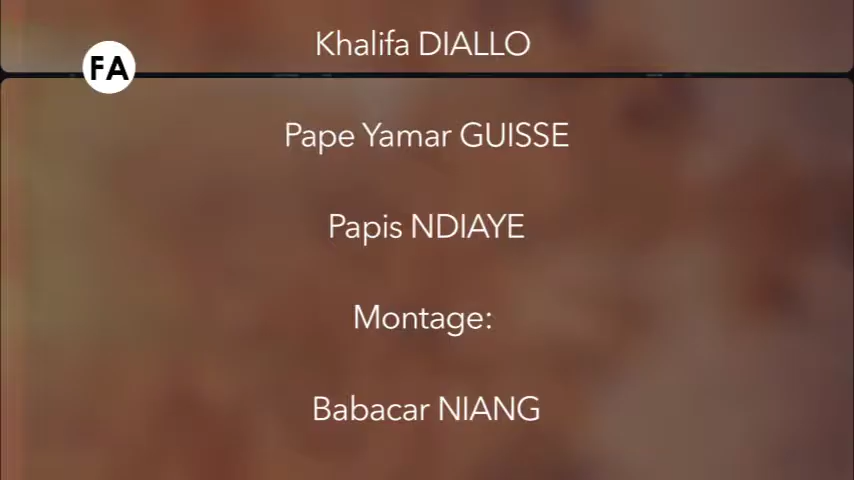 Khalifa DIALLO
FA
Pape Yamar GUISSE
Papis NDIAYE
Montage:
Babacar NIANG